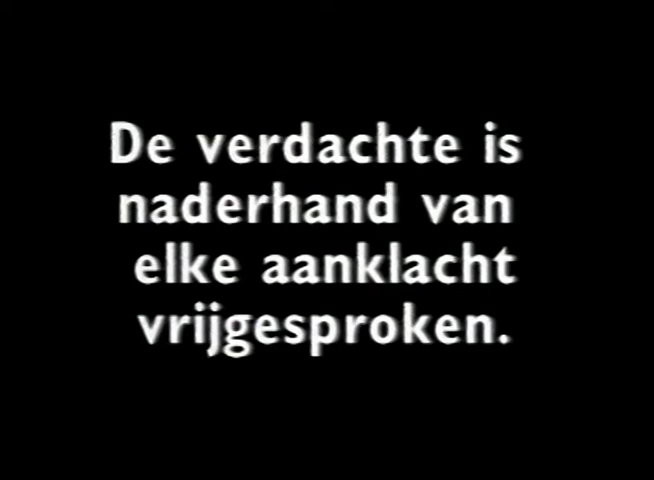 De verdachte is
naderhand van
elke aanklacht
vrijgesproken.